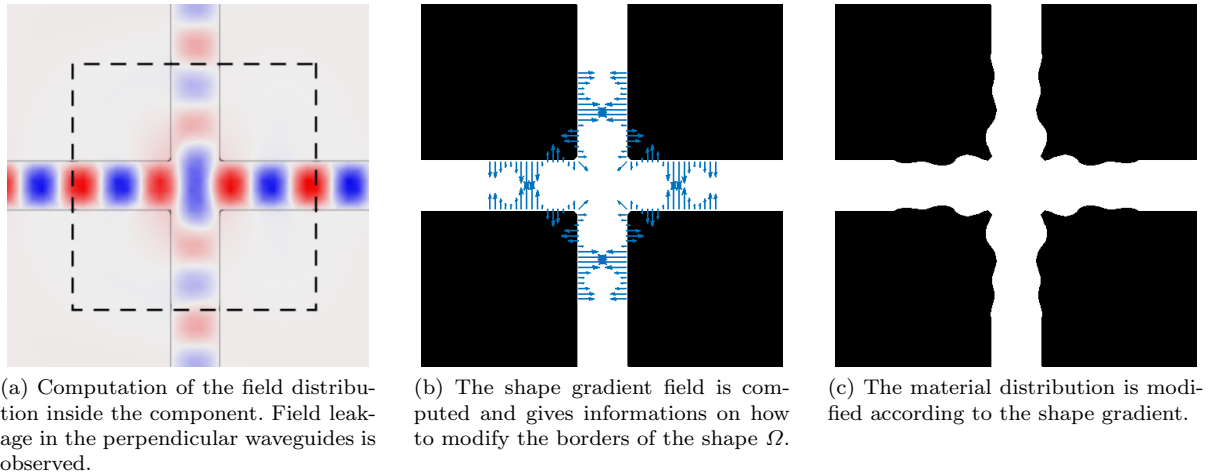 (a) Computation of the field distribu-
tion inside the component. Field leak-
age in the perpendicular waveguides is
observed.
(b) The shape gradient field is com-
puted and gives informations on how
to modify the borders of the shape Ω.
(c) The material distribution is modi-
fied according to the shape gradient.